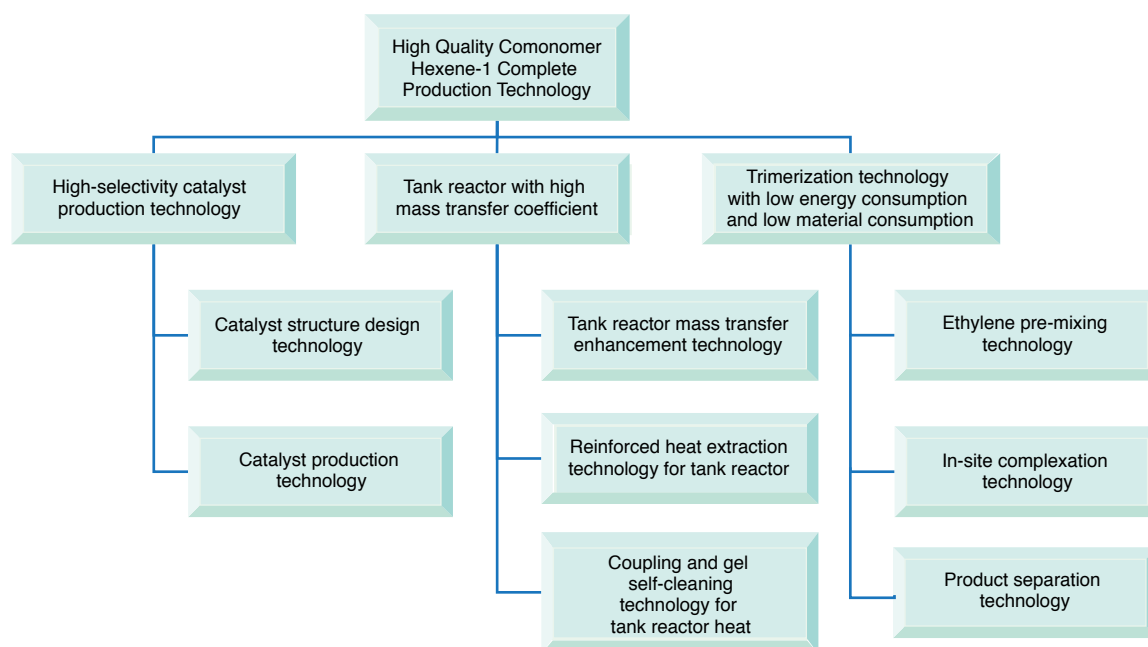 High Quality Comonomer
Hexene-1 Complete
Production Technology
High-selectivity catalyst
production technology
Tank reactor with high
mass transfer coefficient
Trimerization technology
with low energy consumption
and low material consumption
Catalyst structure design
technology
Catalyst production
technology
Tank reactor mass transfer
enhancement technology
Reinforced heat extraction
technology for tank reactor
Coupling and gel
self-cleaning
technology for
tank reactor heat
Ethylene pre-mixing
technology
In-site complexation
technology
Product separation
technology